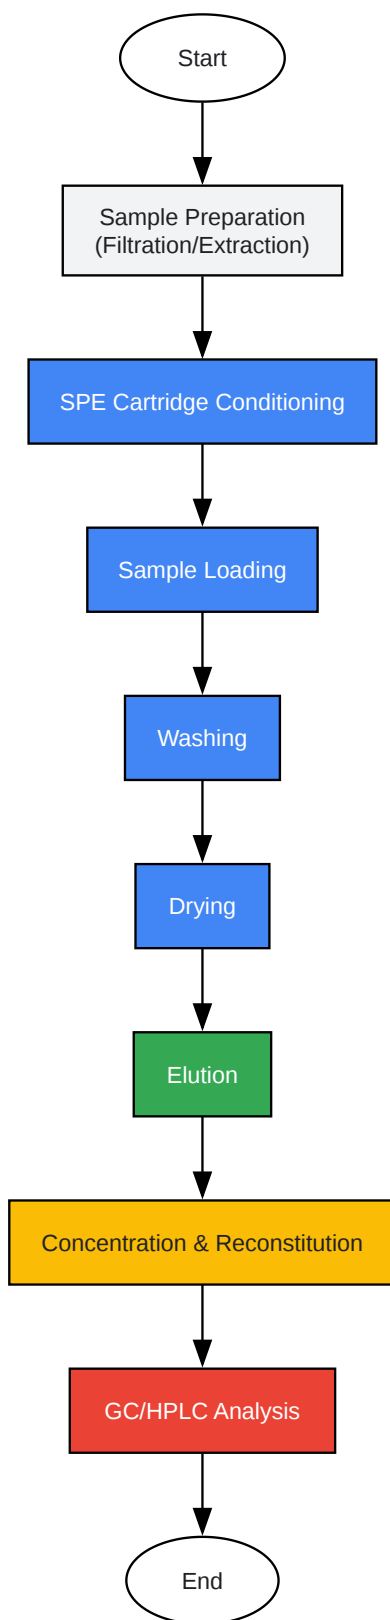 Start
Sample Preparation
(Filtration/Extraction)
SPE Cartridge Conditioning
Sample Loading
Washing
Drying
Elution
Concentration & Reconstitution
GC/HPLC Analysis
End